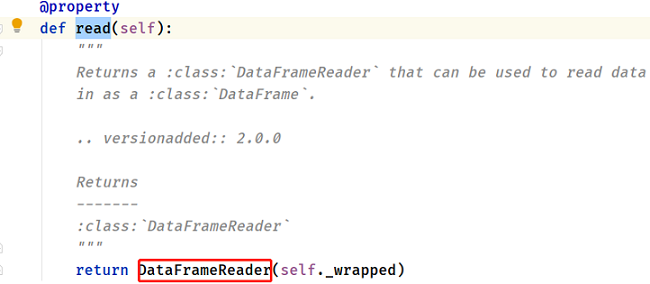 @property
def read(self):
"""
Returns a :class:`DataFrameReader` that can be used to read data
in as a :class:`DataFrame`.
.. versionadded:: 2.0.0
Returns
-------
:class:`DataFrameReader`
"""
return DataFrameReader(self._wrapped)